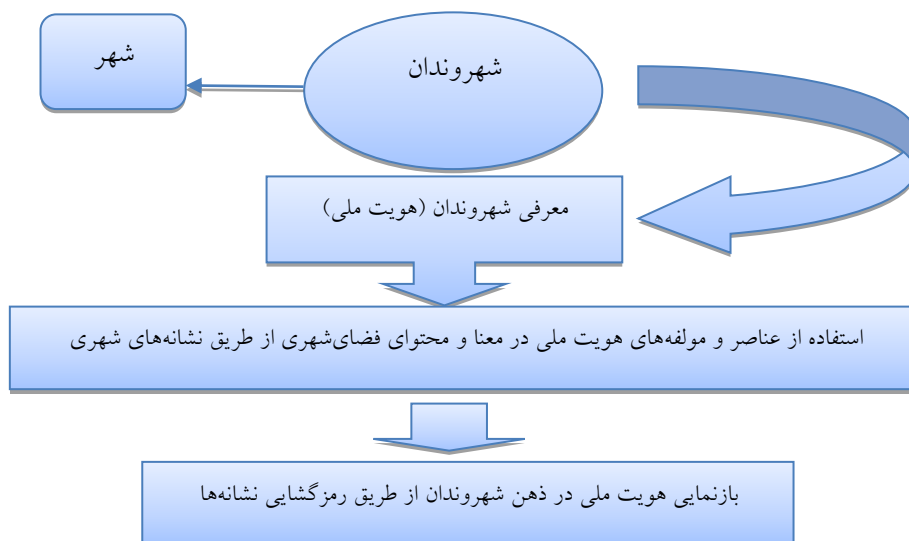 شهر
شهروندان
معرفی شهروندان (هویت ملی)
استفاده از عناصر و مولفه‌های هویت ملی در معنا و محتوای فضای‌شهری از طریق نشانه‌های شهری
بازنمایی هویت ملی در ذهن شهروندان از طریق رمزگشایی نشانه‌ها